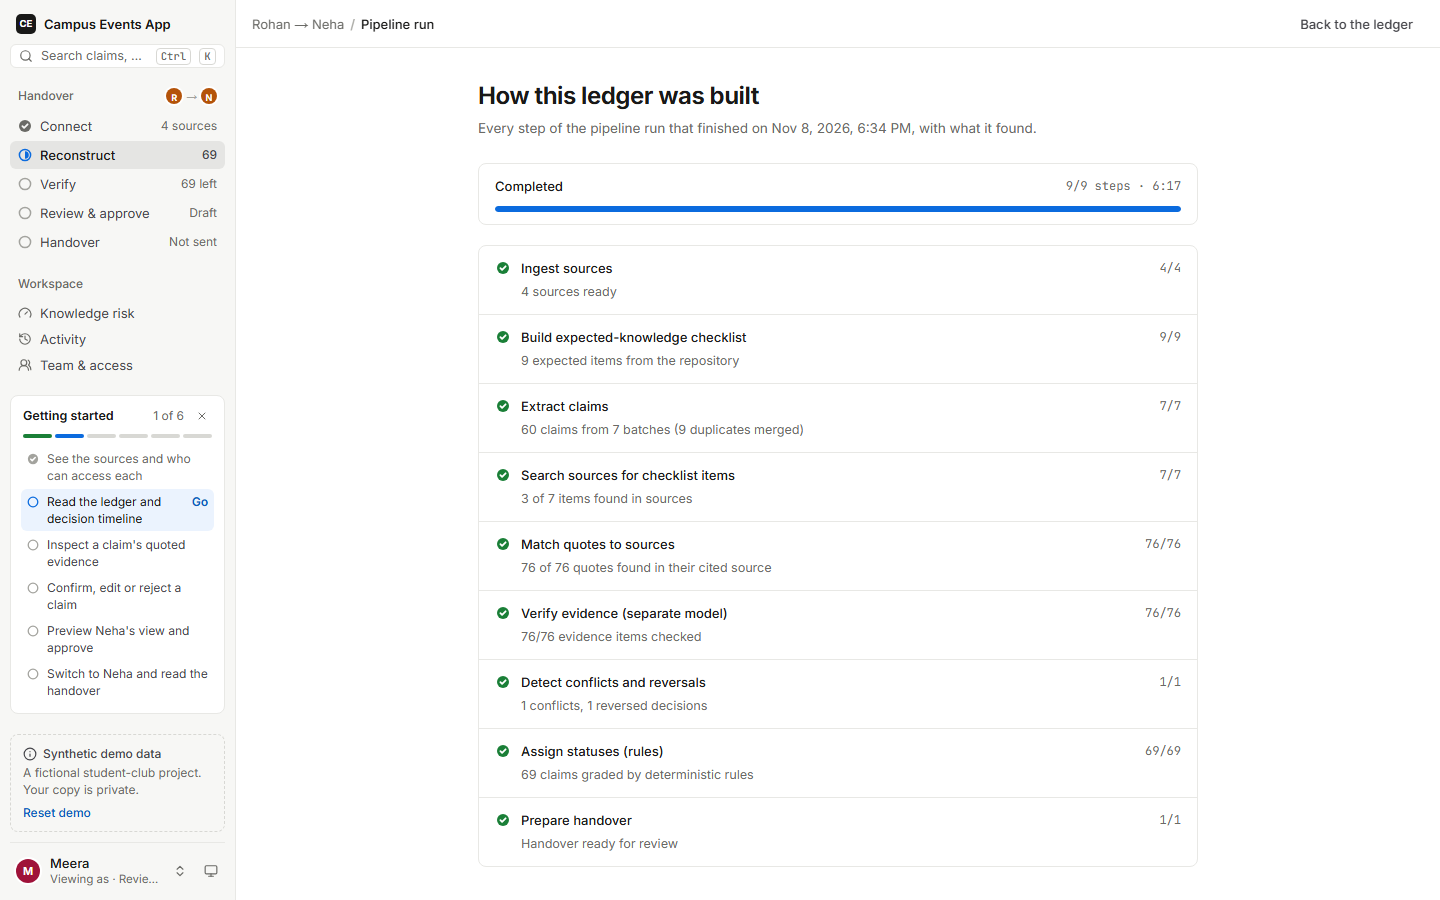 CE Campus Events App
Search claims, ... Ctrl K
Handover R → N
Connect 4 sources
Reconstruct 69
Verify 69 left
Review & approve Draft
Handover Not sent
Workspace
Knowledge risk
Activity
Team & access
Getting started 1 of 6
See the sources and who
can access each
Read the ledger and Go
decision timeline
Inspect a claim's quoted
evidence
Confirm, edit or reject a
claim
Preview Neha's view and
approve
Switch to Neha and read the
handover
Synthetic demo data
A fictional student-club project.
Your copy is private.
Reset demo
M Meera
Viewing as · Revie...
Rohan → Neha / Pipeline run
Back to the ledger
How this ledger was built
Every step of the pipeline run that finished on Nov 8, 2026, 6:34 PM, with what it found.
Completed 9/9 steps · 6:17
Ingest sources 4/4
4 sources ready
Build expected-knowledge checklist 9/9
9 expected items from the repository
Extract claims 7/7
60 claims from 7 batches (9 duplicates merged)
Search sources for checklist items 7/7
3 of 7 items found in sources
Match quotes to sources 76/76
76 of 76 quotes found in their cited source
Verify evidence (separate model) 76/76
76/76 evidence items checked
Detect conflicts and reversals 1/1
1 conflicts, 1 reversed decisions
Assign statuses (rules) 69/69
69 claims graded by deterministic rules
Prepare handover 1/1
Handover ready for review